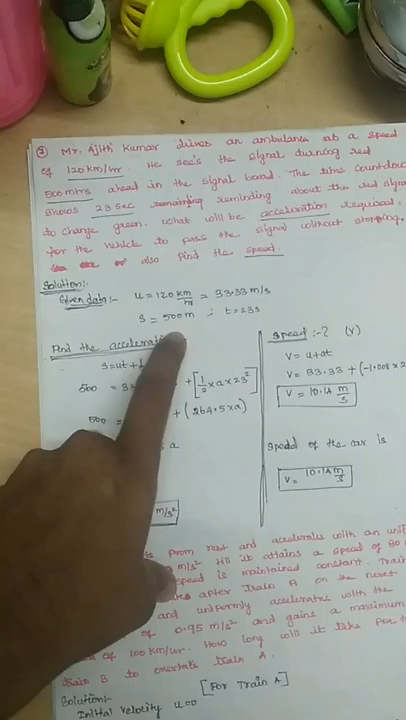 Mr. Ajith Kumar drives an ambulance at a speed
of 120 km/hr. He see's the signal turning red
500 mtrs ahead in the signal board. The time countdown
shows 23 sec reminding about the red signal
to change green. What will be acceleration required,
for the vehicle to pass the signal without stopping.
also find the speed.
Solution:-
Given data:- u = 120 km/hr = 33.33 m/s
s = 500 m ; t = 23s
Find the
s = ut +
500 = 33 + [1/2 × a × 23²]
500 = + (264.5 × a)
a
m/s²
Speed :-? (V)
V = u + at
V = 33.33 + (-1.008 × 2
V = 10.14 m/s
Speed of the car is
V = 10.14 m/s
from rest and accelerates with an
m/s² till it attains a speed of 80
speed is maintained constant. Train
after train A on the
and uniformly accelerates with the
of 0.95 m/s² and gains a maximum
of 100 km/hr. How long will it take for
train B to overtake train A.
Solution:- [For Train A]
Initial velocity u = 0